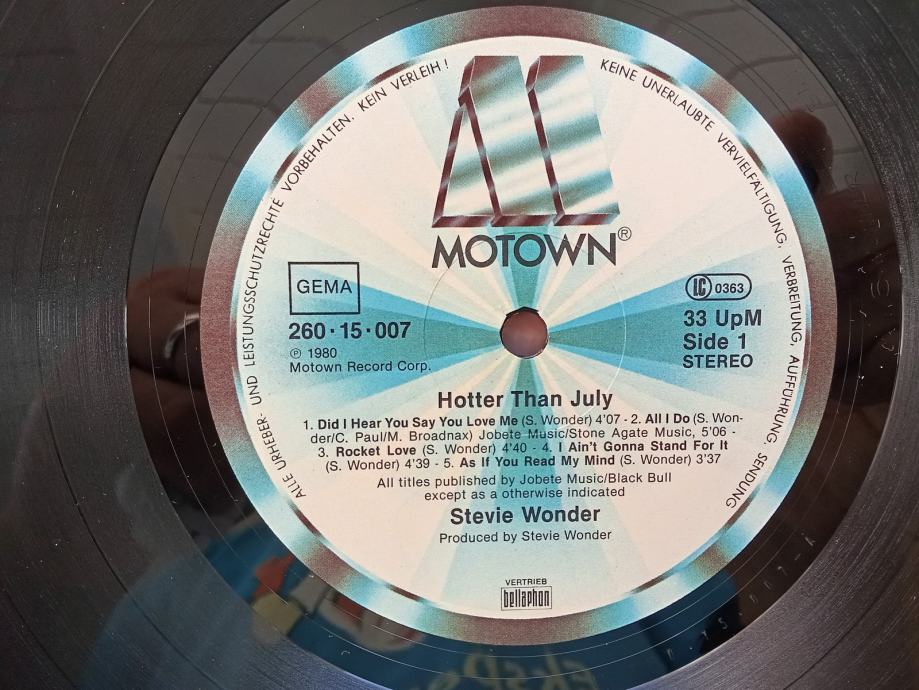 ALLE URHEBER- UND LEISTUNGSSCHUTZRECHTE VORBEHALTEN. KEIN VERLEIH!
KEINE UNERLAUBTE VERVIELFÄLTIGUNG, VERBREITUNG, AUFFÜHRUNG, SENDUNG
MOTOWN®
GEMA
260·15·007
℗ 1980
Motown Record Corp.
LC 0363
33 UpM
Side 1
STEREO
Hotter Than July
1. Did I Hear You Say You Love Me (S. Wonder) 4'07 - 2. All I Do (S. Won-
der/C. Paul/M. Broadnax) Jobete Music/Stone Agate Music, 5'06 -
3. Rocket Love (S. Wonder) 4'40 - 4. I Ain't Gonna Stand For It
(S. Wonder) 4'39 - 5. As If You Read My Mind (S. Wonder) 3'37
All titles published by Jobete Music/Black Bull
except as a otherwise indicated
Stevie Wonder
Produced by Stevie Wonder
VERTRIEB
bellaphon